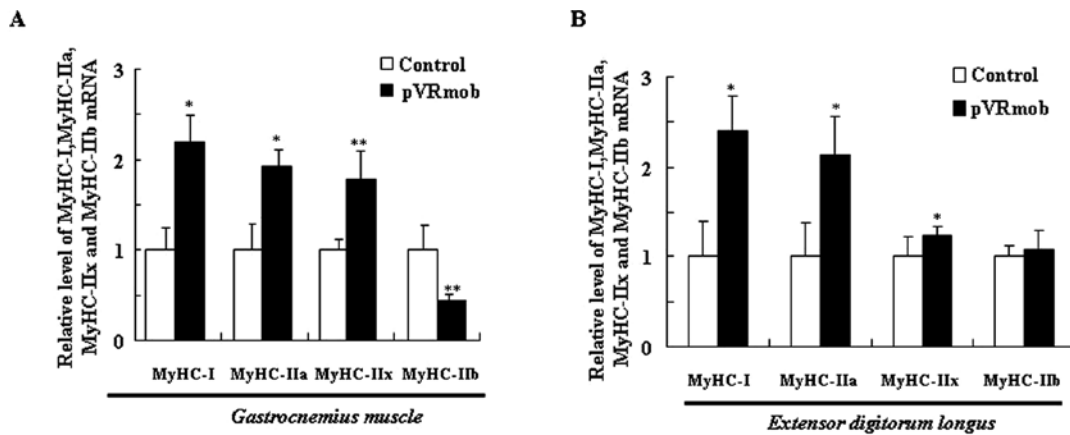 A
Relative level of MyHC-I,MyHC-IIa,
MyHC-IIx and MyHC-IIb mRNA
3
2
1
0
Control
pVRmob
*
*
**
**
MyHC-I MyHC-IIa MyHC-IIx MyHC-IIb
Gastrocnemius muscle
B
Relative level of MyHC-I,MyHC-IIa,
MyHC-IIx and MyHC-IIb mRNA
3
2
1
0
Control
pVRmob
*
*
*
MyHC-I MyHC-IIa MyHC-IIx MyHC-IIb
Extensor digitorum longus